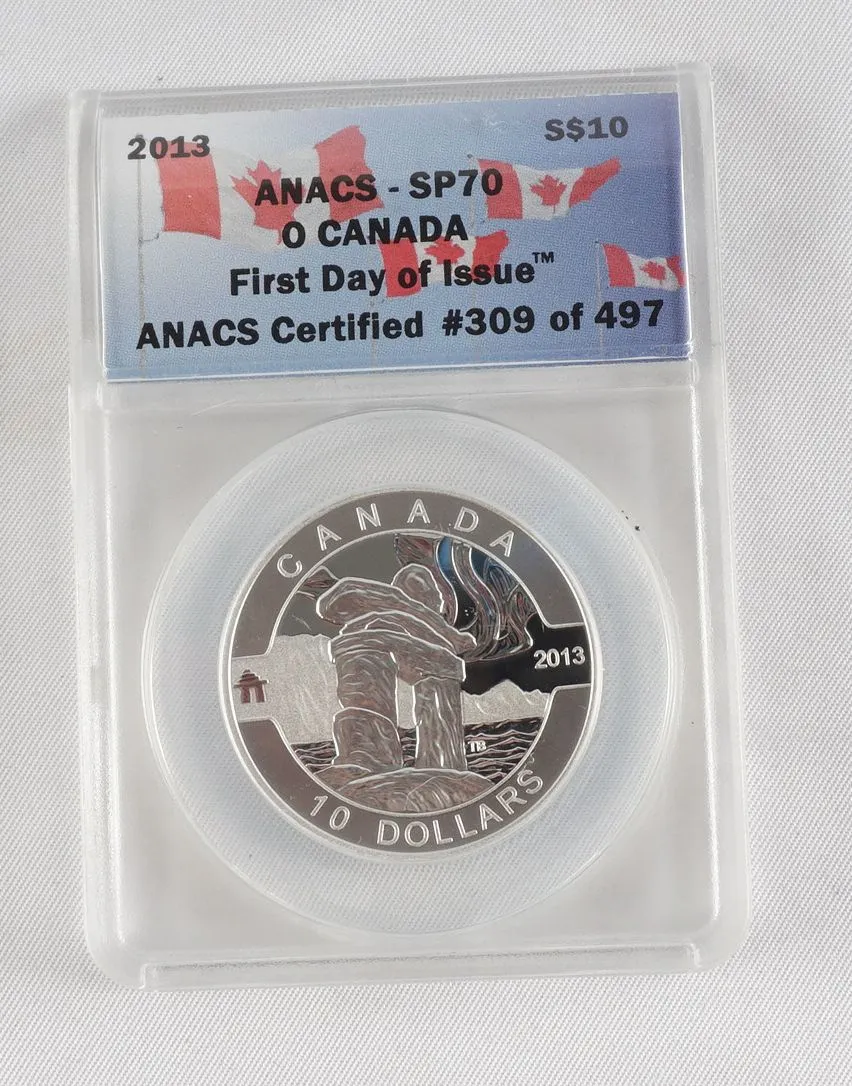 2013 S$10
ANACS - SP70
O CANADA
First Day of Issue™
ANACS Certified #309 of 497
CANADA
2013
TB
10 DOLLARS